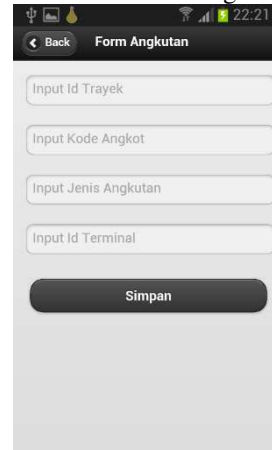 22:21
Back Form Angkutan
Input Id Trayek
Input Kode Angkot
Input Jenis Angkutan
Input Id Terminal
Simpan